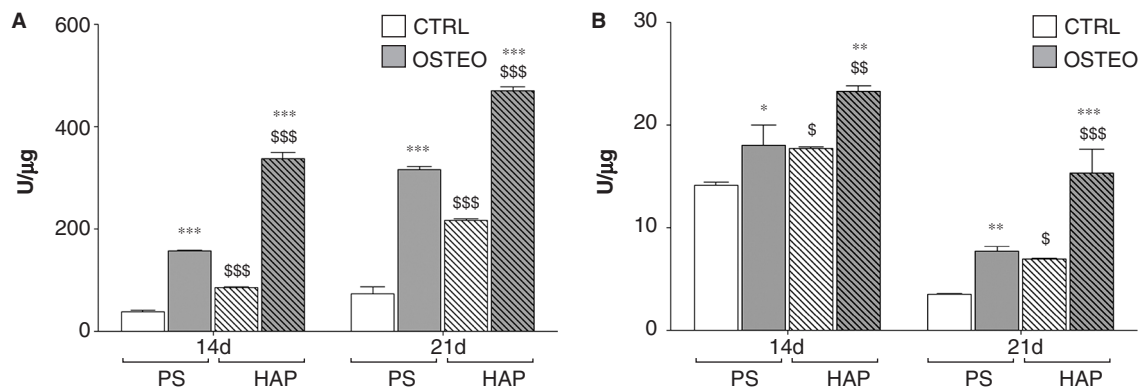 A
600
400
200
0
U/µg
CTRL
OSTEO
***
$$$
***
$$$
***
$$$
***
$$$
14d
21d
PS
HAP
PS
HAP
B
30
20
10
0
U/µg
CTRL
OSTEO
*
$
**
$$
**
$
***
$$$
14d
21d
PS
HAP
PS
HAP